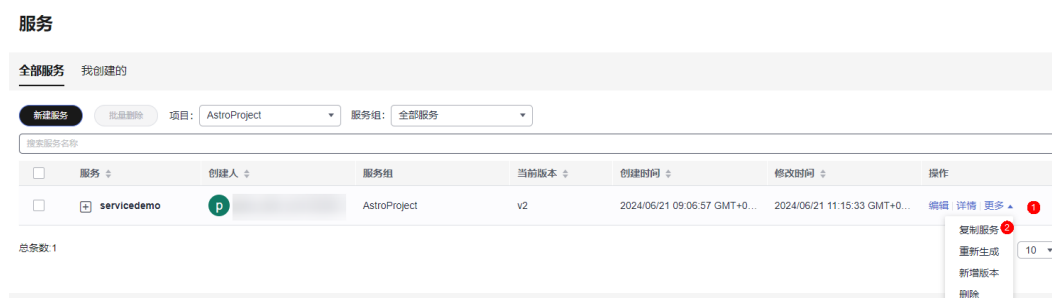 服务
全部服务 我创建的
新建服务 批量删除 项目: AstroProject 服务组: 全部服务
搜索服务名称
服务 创建人 服务组 当前版本 创建时间 修改时间 操作
servicedemo p AstroProject v2 2024/06/21 09:06:57 GMT+0... 2024/06/21 11:15:33 GMT+0... 编辑 详情 更多 1
复制服务 2
总条数:1
重新生成 10
新增版本
删除